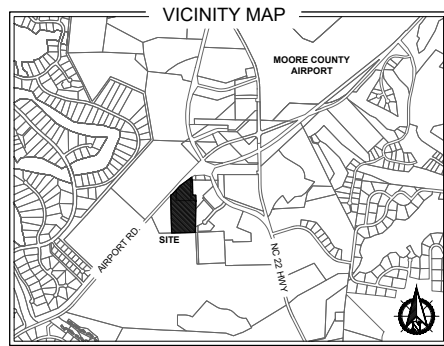 VICINITY MAP
MOORE COUNTY
AIRPORT
AIRPORT RD.
SITE
NC 22 HWY